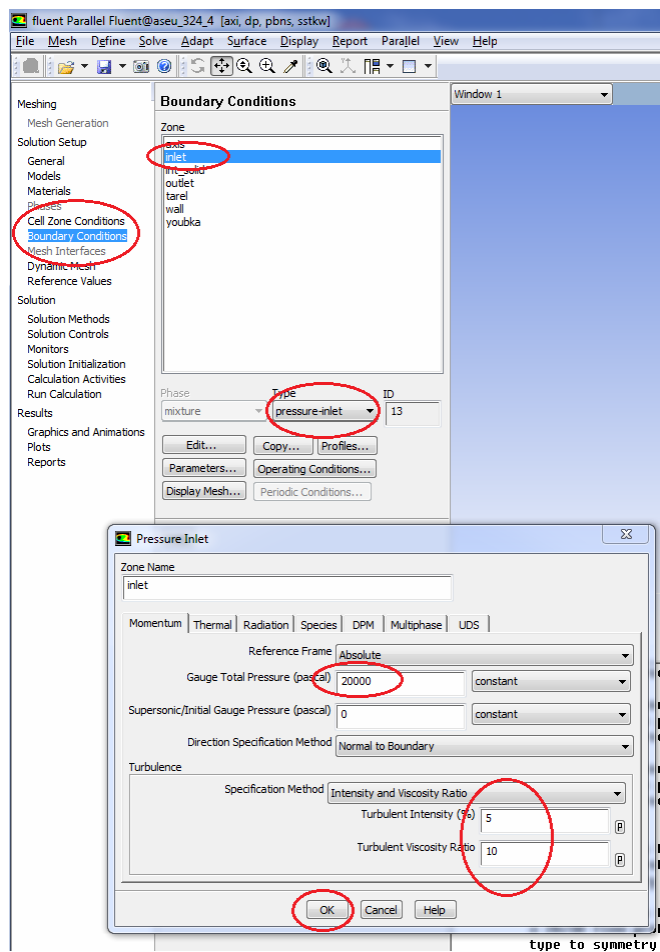 fluent Parallel Fluent@aseu_324_4 [axi, dp, pbns, sstkw]
File Mesh Define Solve Adapt Surface Display Report Parallel View Help
Meshing
Mesh Generation
Solution Setup
General
Models
Materials
Phases
Cell Zone Conditions
Boundary Conditions
Mesh Interfaces
Dynamic Mesh
Reference Values
Solution
Solution Methods
Solution Controls
Monitors
Solution Initialization
Calculation Activities
Run Calculation
Results
Graphics and Animations
Plots
Reports
Boundary Conditions
Zone
axis
inlet
int_solid
outlet
tarel
wall
youbka
Phase Type ID
mixture pressure-inlet 13
Edit... Copy... Profiles...
Parameters... Operating Conditions...
Display Mesh... Periodic Conditions...
Window 1
Pressure Inlet
Zone Name
inlet
Momentum Thermal Radiation Species DPM Multiphase UDS
Reference Frame Absolute
Gauge Total Pressure (pascal) 20000 constant
Supersonic/Initial Gauge Pressure (pascal) 0 constant
Direction Specification Method Normal to Boundary
Turbulence
Specification Method Intensity and Viscosity Ratio
Turbulent Intensity (%) 5 P
Turbulent Viscosity Ratio 10 P
OK Cancel Help
type to symmetry